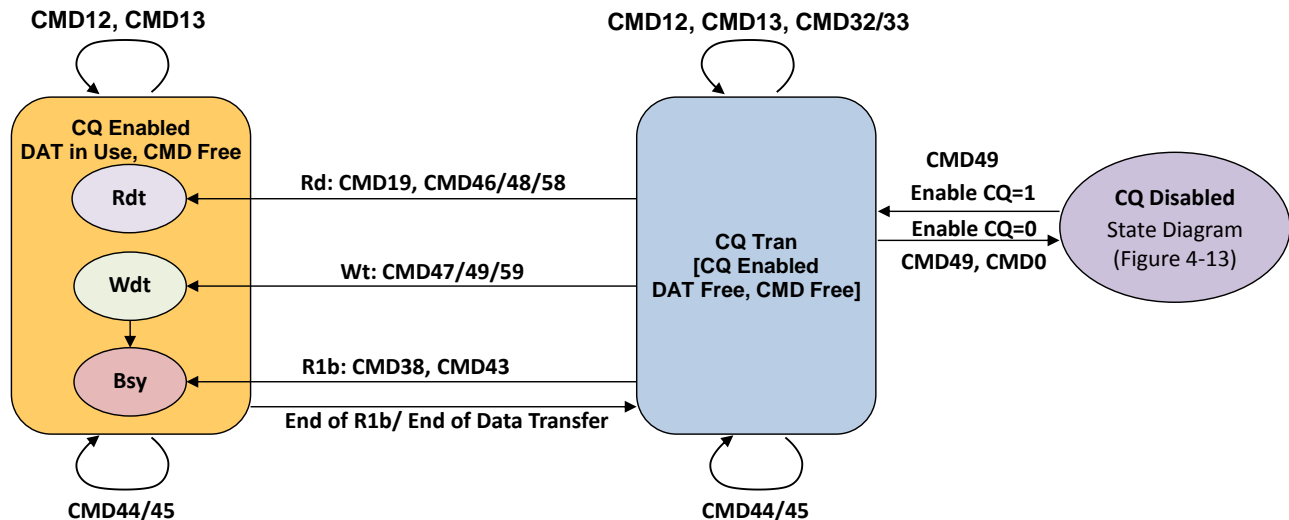 CMD12, CMD13
CMD12, CMD13, CMD32/33
CQ Enabled
DAT in Use, CMD Free
Rdt
Wdt
Bsy
Rd: CMD19, CMD46/48/58
Wt: CMD47/49/59
R1b: CMD38, CMD43
End of R1b/ End of Data Transfer
CQ Tran
[CQ Enabled
DAT Free, CMD Free]
CMD49
Enable CQ=1
Enable CQ=0
CMD49, CMD0
CQ Disabled
State Diagram
(Figure 4-13)
CMD44/45
CMD44/45